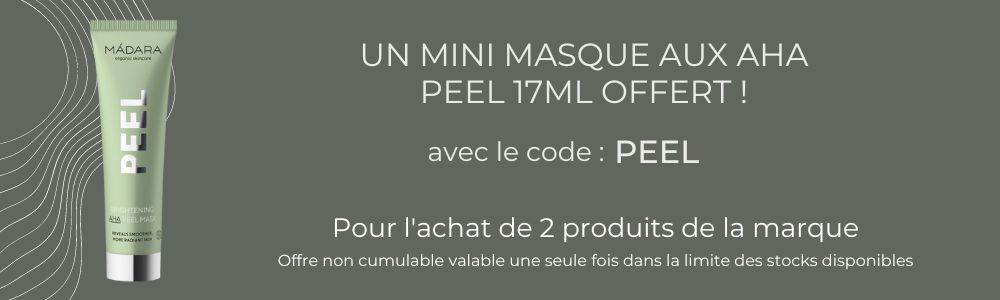 MÁDARA
organic skincare
PEEL
BRIGHTENING
AHA PEEL MASK
REVEALS SMOOTHER,
MORE RADIANT SKIN
UN MINI MASQUE AUX AHA
PEEL 17ML OFFERT !
avec le code : PEEL
Pour l'achat de 2 produits de la marque
Offre non cumulable valable une seule fois dans la limite des stocks disponibles